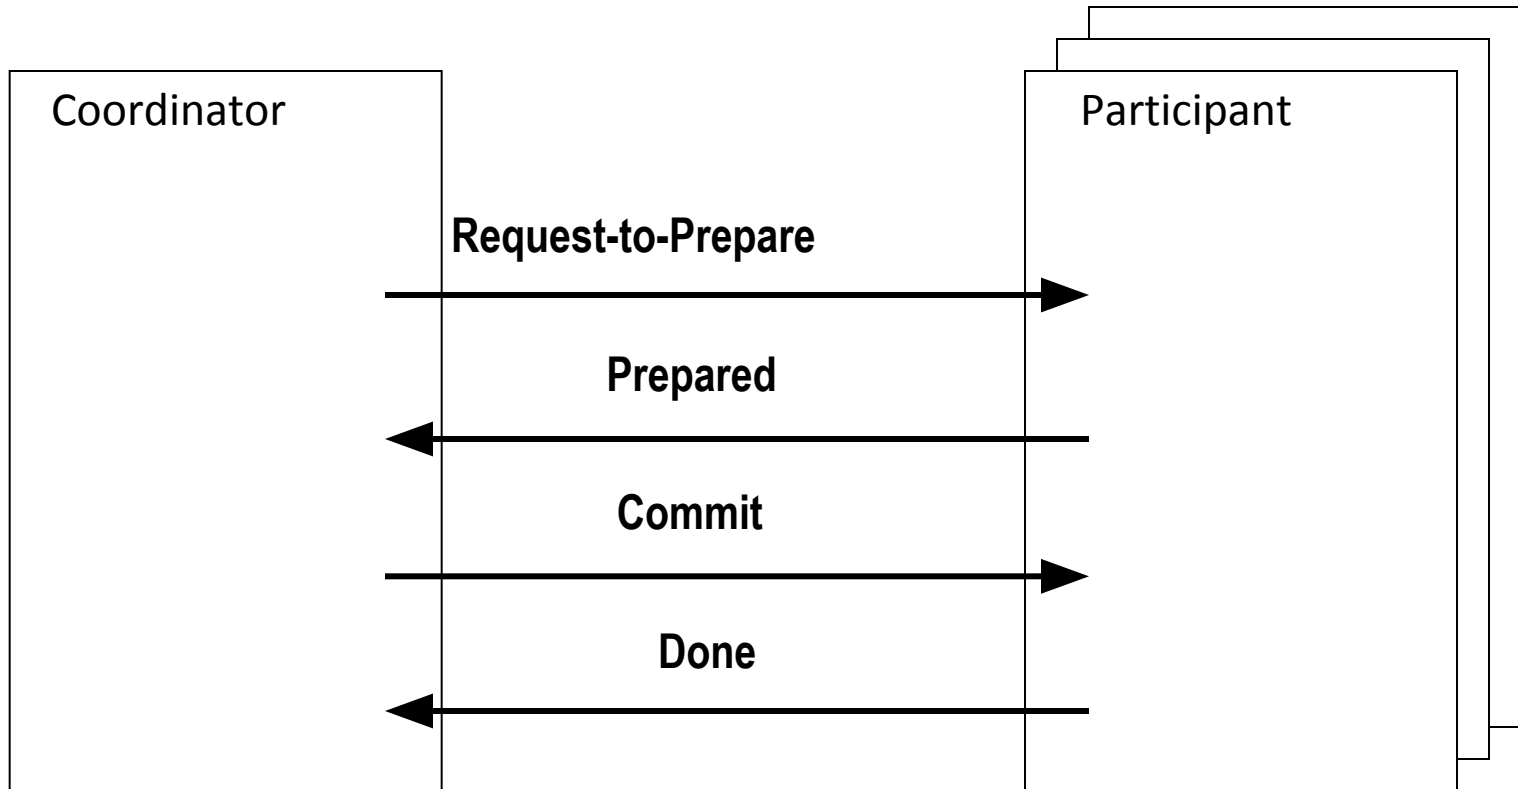 Coordinator
Participant
Request-to-Prepare
Prepared
Commit
Done